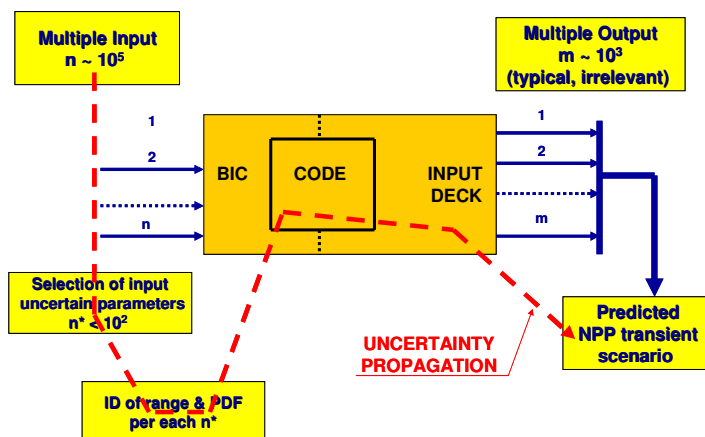 Multiple Input
n ~ 10⁵
Multiple Output
m ~ 10³
(typical, irrelevant)
1
2
n
BIC
CODE
INPUT
DECK
1
2
m
Selection of input
uncertain parameters
n* < 10²
UNCERTAINTY
PROPAGATION
Predicted
NPP transient
scenario
ID of range & PDF
per each n*